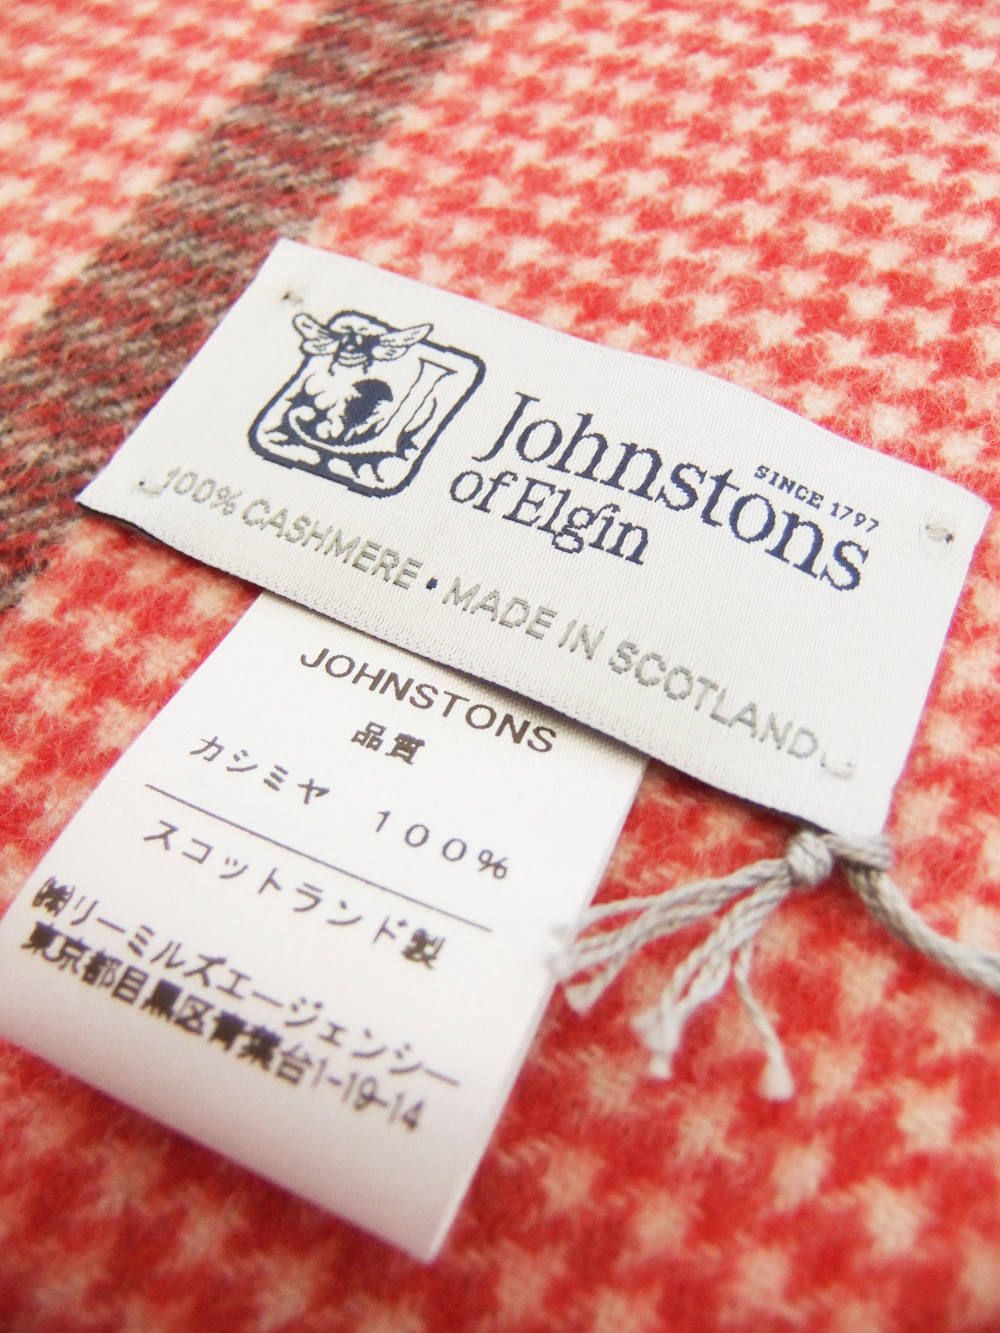 Johnstons
SINCE 1797
of Elgin
100% CASHMERE • MADE IN SCOTLAND
JOHNSTONS
品質
カシミヤ 100%
スコットランド製
㈱リーミルズエージェンシー
東京都目黒区青葉台1-19-14